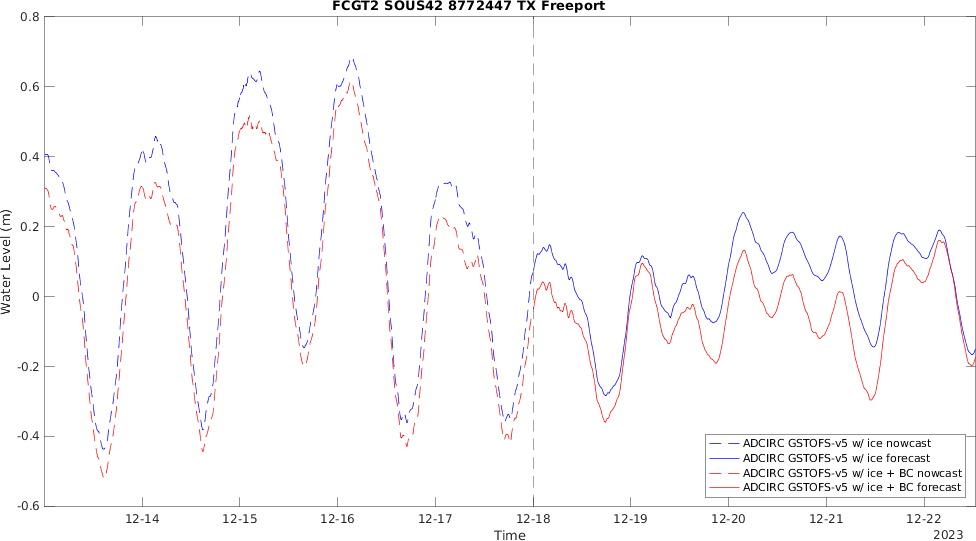 FCGT2 SOUS42 8772447 TX Freeport
0.8
0.6
0.4
0.2
0
-0.2
-0.4
-0.6
Water Level (m)
12-14
12-15
12-16
12-17
12-18
12-19
12-20
12-21
12-22
Time
2023
ADCIRC GSTOFS-v5 w/ ice nowcast
ADCIRC GSTOFS-v5 w/ ice forecast
ADCIRC GSTOFS-v5 w/ ice + BC nowcast
ADCIRC GSTOFS-v5 w/ ice + BC forecast